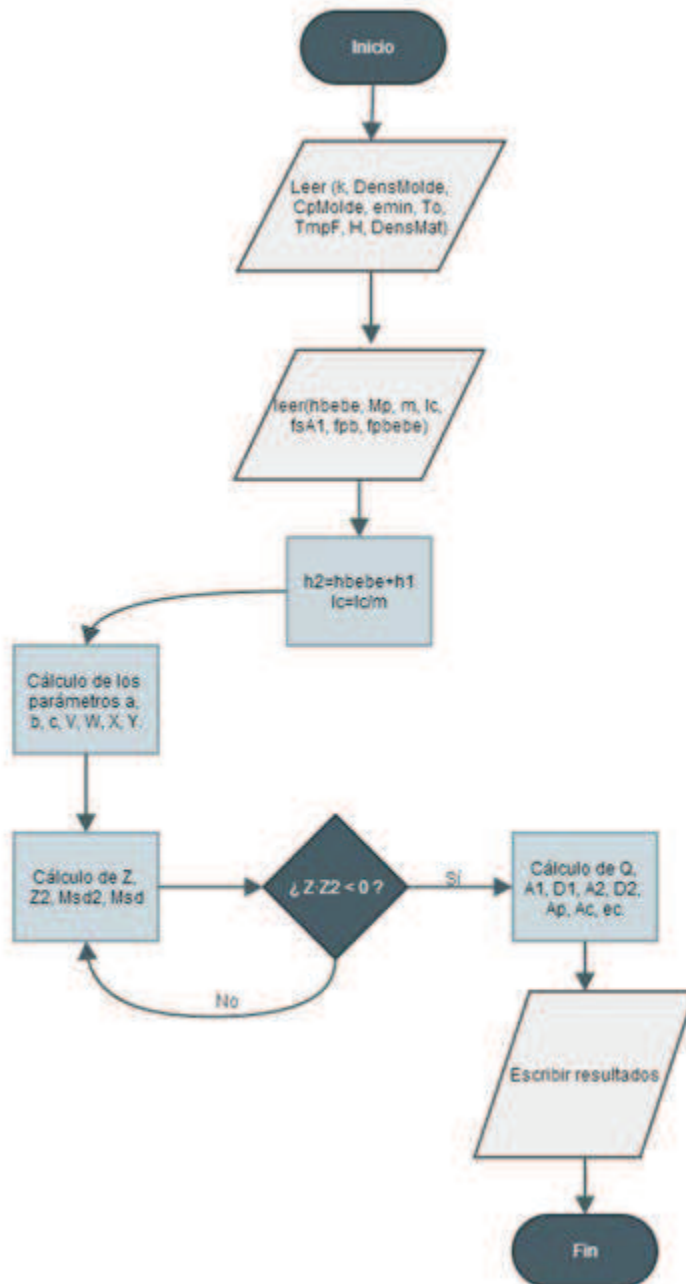 Inicio
Leer (k, DensMolde,
CpMolde, emin, To,
TmpF, H, DensMat)
leer(hbebe, Mp, m, lc,
fsA1, fpb, fpbebe)
h2=hbebe+h1
lc=lc/m
Cálculo de los
parámetros a,
b, c, V, W, X, Y.
Cálculo de Z,
Z2, Msd2, Msd
¿ Z·Z2 < 0 ?
Sí
Cálculo de Q,
A1, D1, A2, D2,
Ap, Ac, ec.
No
Escribir resultados
Fin